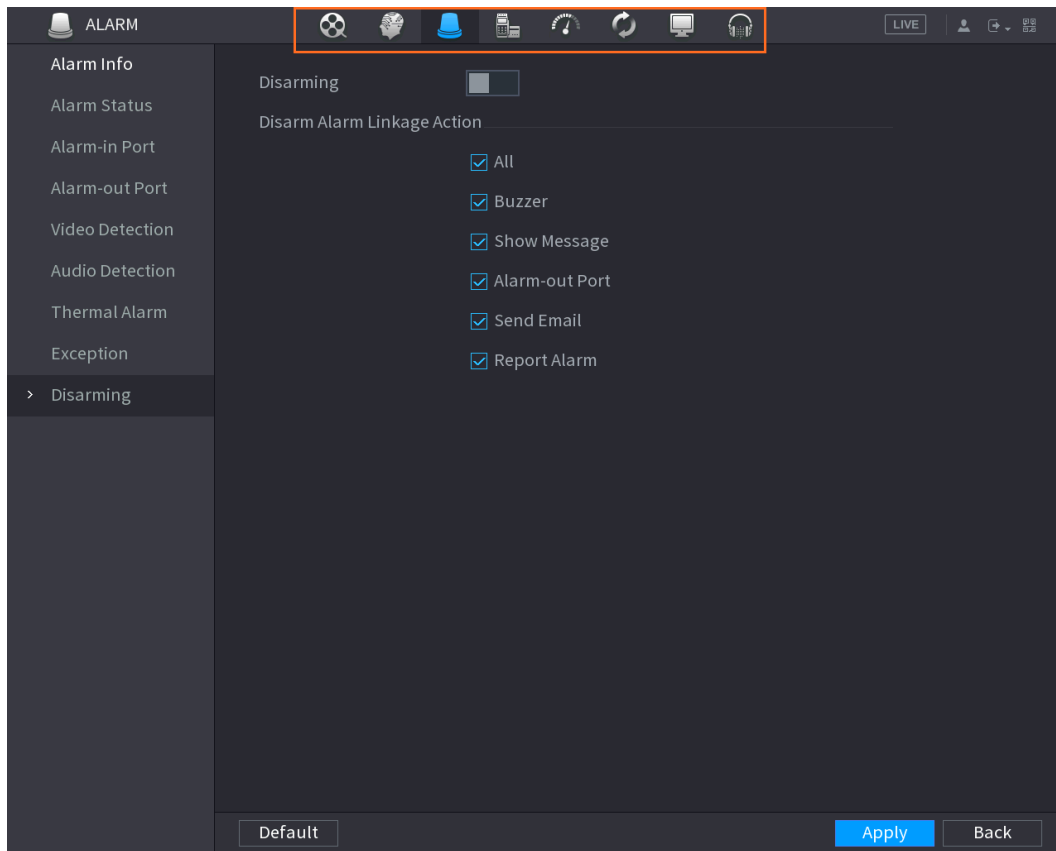 ALARM
LIVE
Alarm Info
Alarm Status
Alarm-in Port
Alarm-out Port
Video Detection
Audio Detection
Thermal Alarm
Exception
> Disarming
Disarming
Disarm Alarm Linkage Action
All
Buzzer
Show Message
Alarm-out Port
Send Email
Report Alarm
Default
Apply
Back